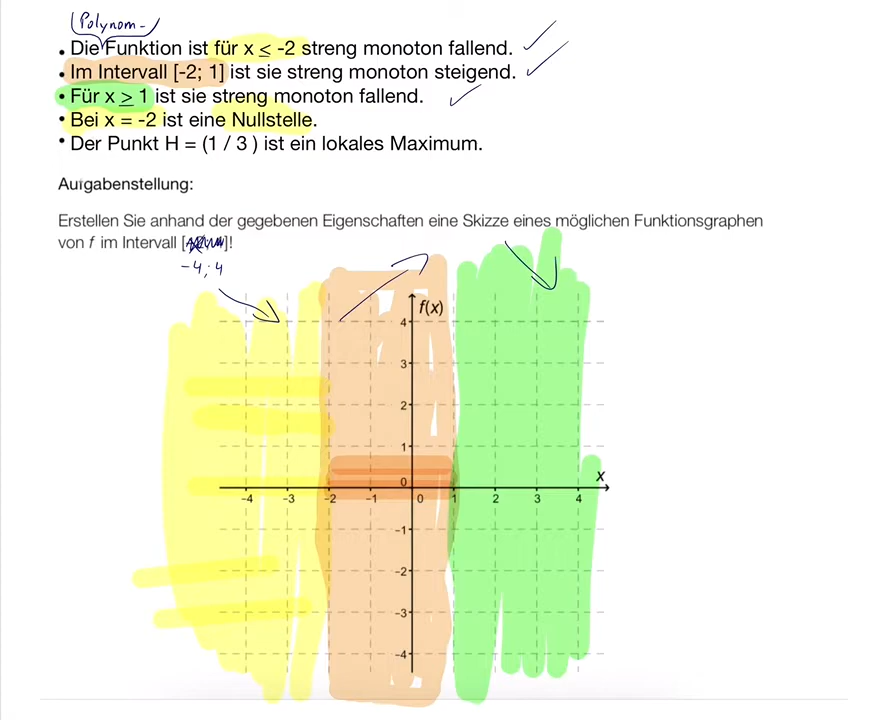 (Polynom-)
• Die Funktion ist für x ≤ -2 streng monoton fallend.
• Im Intervall [-2; 1] ist sie streng monoton steigend.
• Für x ≥ 1 ist sie streng monoton fallend.
• Bei x = -2 ist eine Nullstelle.
• Der Punkt H = (1 / 3 ) ist ein lokales Maximum.
Aufgabenstellung:
Erstellen Sie anhand der gegebenen Eigenschaften eine Skizze eines möglichen Funktionsgraphen
von f im Intervall [ ]!
-4; 4
f(x)
4
3
2
1
0
x
-4 -3 -2 -1 0 1 2 3 4
-1
-2
-3
-4